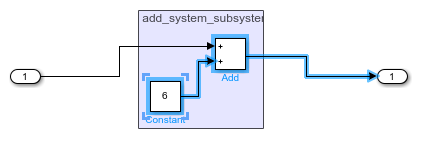 add_system_subsyster
1
+
+
Add
6
Constant
1